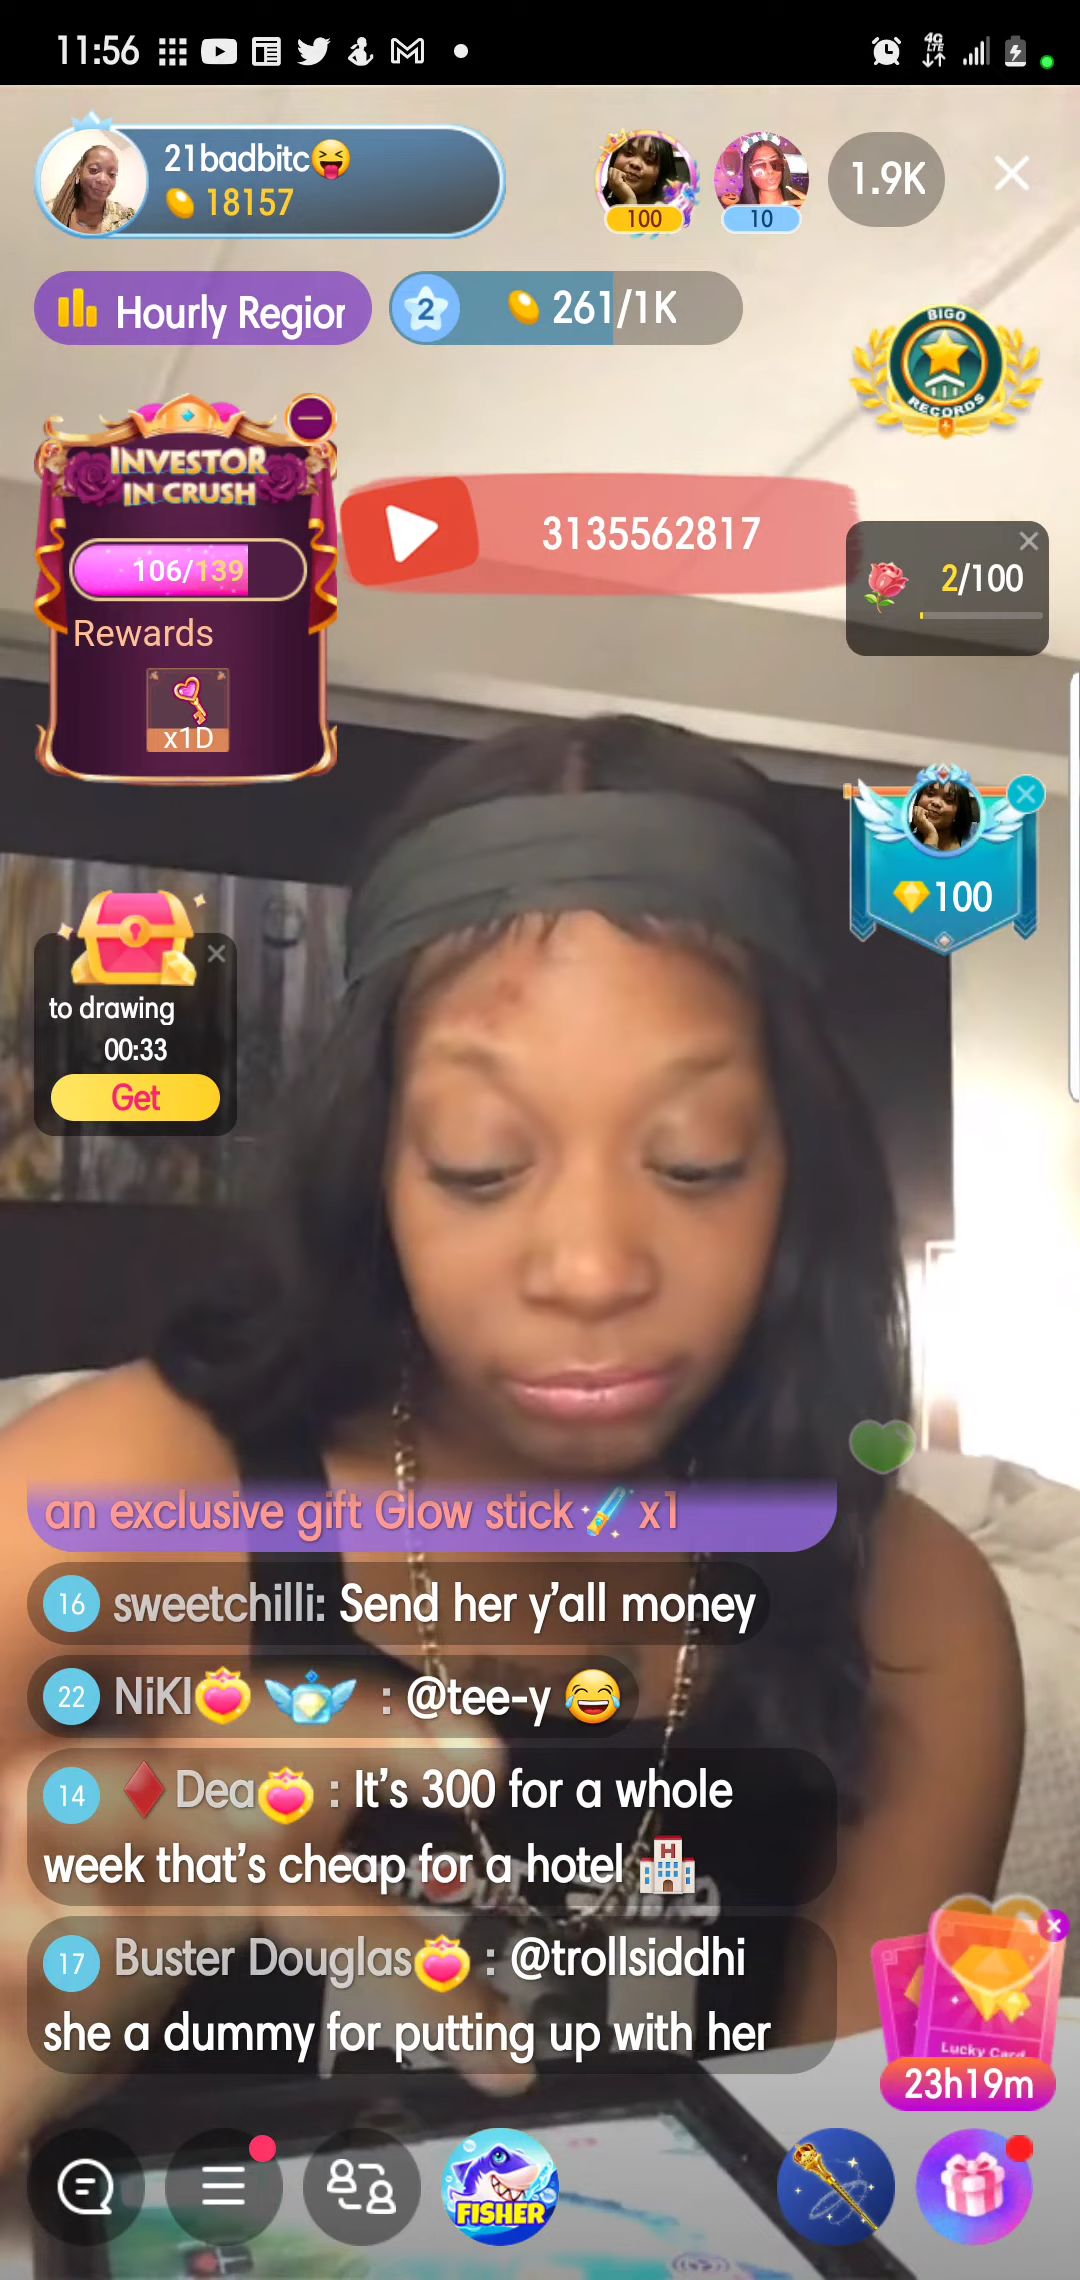 11:56
4G
LTE
21badbitc😝
18157
100
10
1.9K
Hourly Region
2
261/1K
BIGO
RECORDS
INVESTOR
IN CRUSH
106/139
Rewards
x1D
3135562817
2/100
100
to drawing
00:33
Get
an exclusive gift Glow stick x1
16 sweetchilli: Send her y'all money
22 NiKI : @tee-y 😂
14 ♦️Dea : It's 300 for a whole
week that's cheap for a hotel 🏨
17 Buster Douglas : @trollsiddhi
she a dummy for putting up with her
Lucky Card
23h19m
FISHER